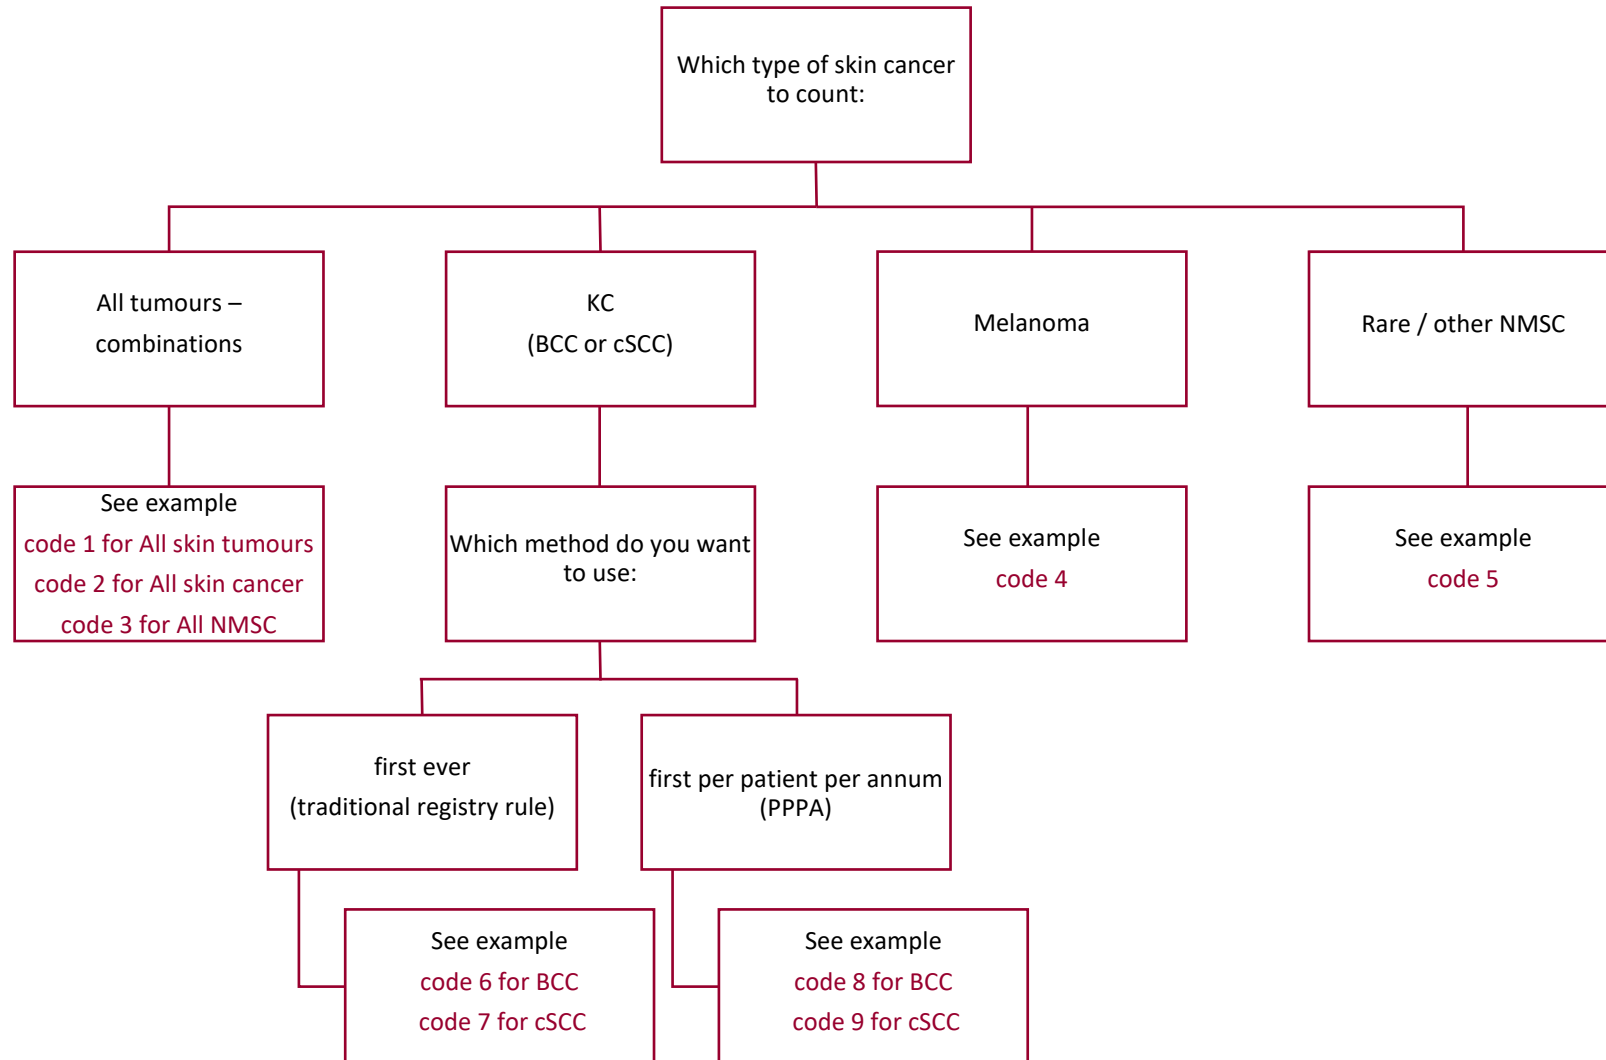 Which type of skin cancer
to count:
All tumours –
combinations
KC
(BCC or cSCC)
Melanoma
Rare / other NMSC
See example
code 1 for All skin tumours
code 2 for All skin cancer
code 3 for All NMSC
Which method do you want
to use:
See example
code 4
See example
code 5
first ever
(traditional registry rule)
first per patient per annum
(PPPA)
See example
code 6 for BCC
code 7 for cSCC
See example
code 8 for BCC
code 9 for cSCC